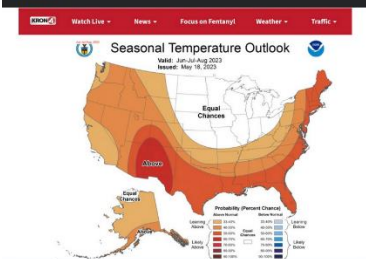 KRON4 Watch Live News Focus on Fentanyl Weather Traffic
Seasonal Temperature Outlook
Valid: Jun-Jul-Aug 2023
Issued: May 18, 2023
Equal
Chances
Above
Equal
Chances
Above
Probability (Percent Chance)
Above Normal Below Normal
Leaning
Above
Likely
Above
Equal
Chances
Leaning
Below
Likely
Below